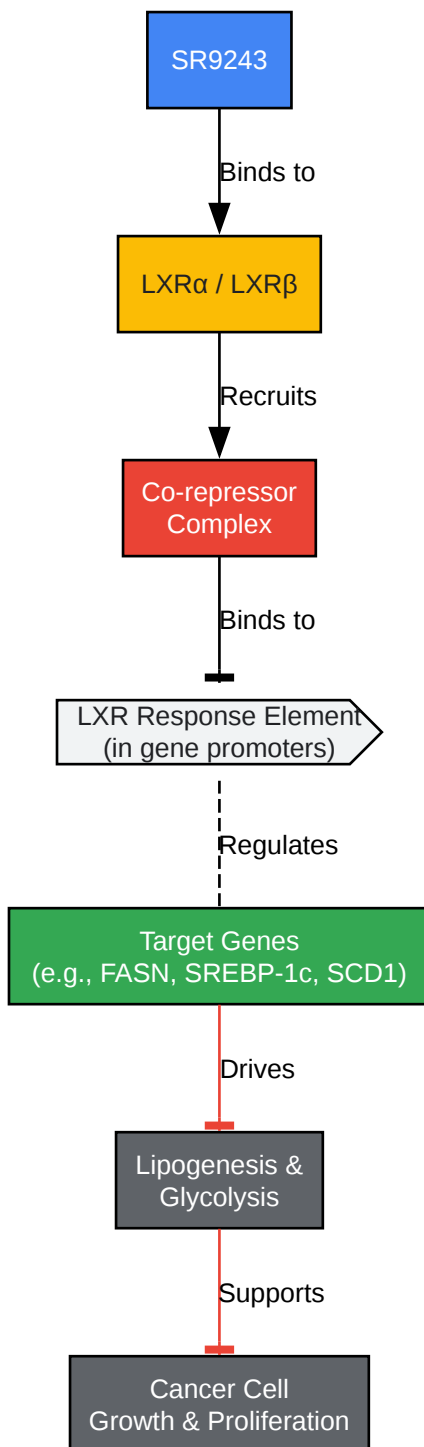 SR9243
Binds to
LXRα / LXRβ
Recruits
Co-repressor
Complex
Binds to
LXR Response Element
(in gene promoters)
Regulates
Target Genes
(e.g., FASN, SREBP-1c, SCD1)
Drives
Lipogenesis &
Glycolysis
Supports
Cancer Cell
Growth & Proliferation